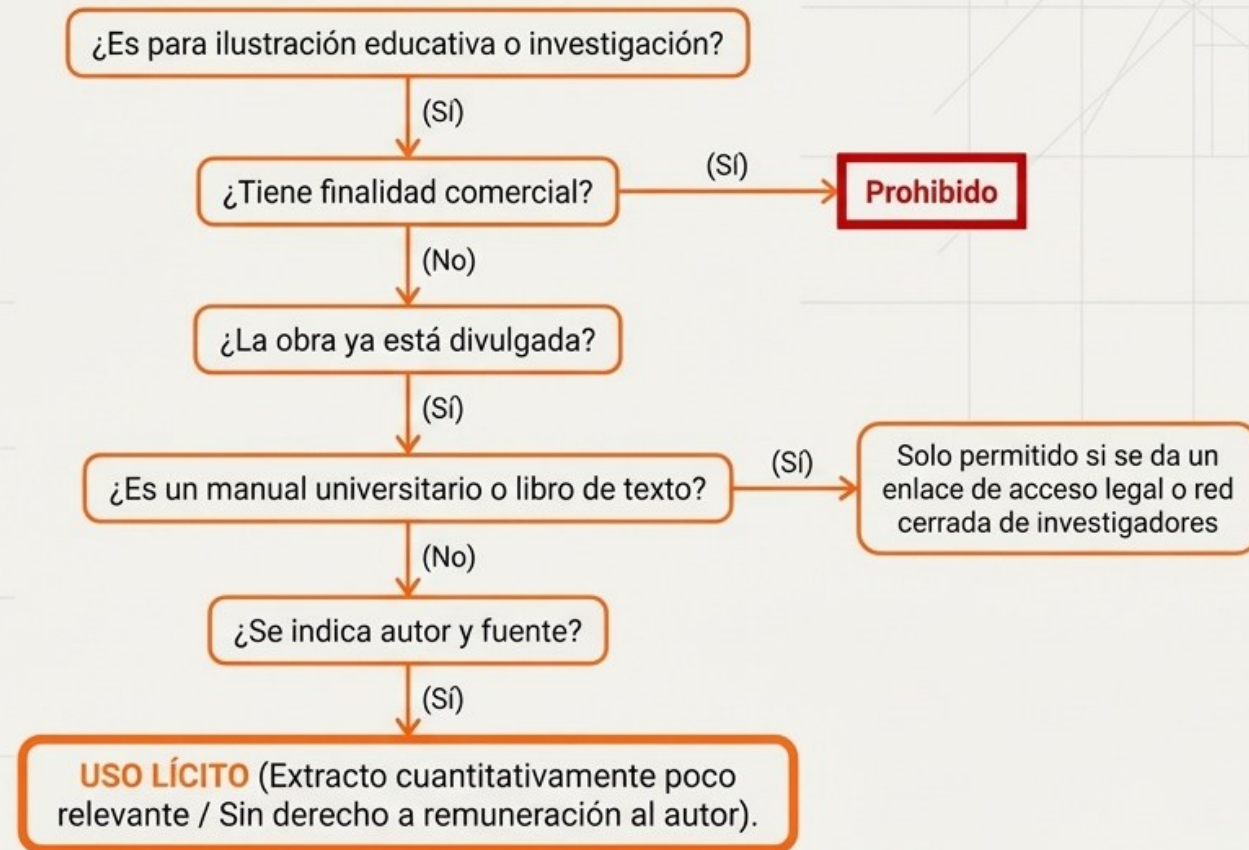 ¿Es para ilustración educativa o investigación?
(Sí)
¿Tiene finalidad comercial?
(Sí)
Prohibido
(No)
¿La obra ya está divulgada?
(Sí)
¿Es un manual universitario o libro de texto?
(Sí)
Solo permitido si se da un
enlace de acceso legal o red
cerrada de investigadores
(No)
¿Se indica autor y fuente?
(Sí)
USO LÍCITO (Extracto cuantitativamente poco
relevante / Sin derecho a remuneración al autor).